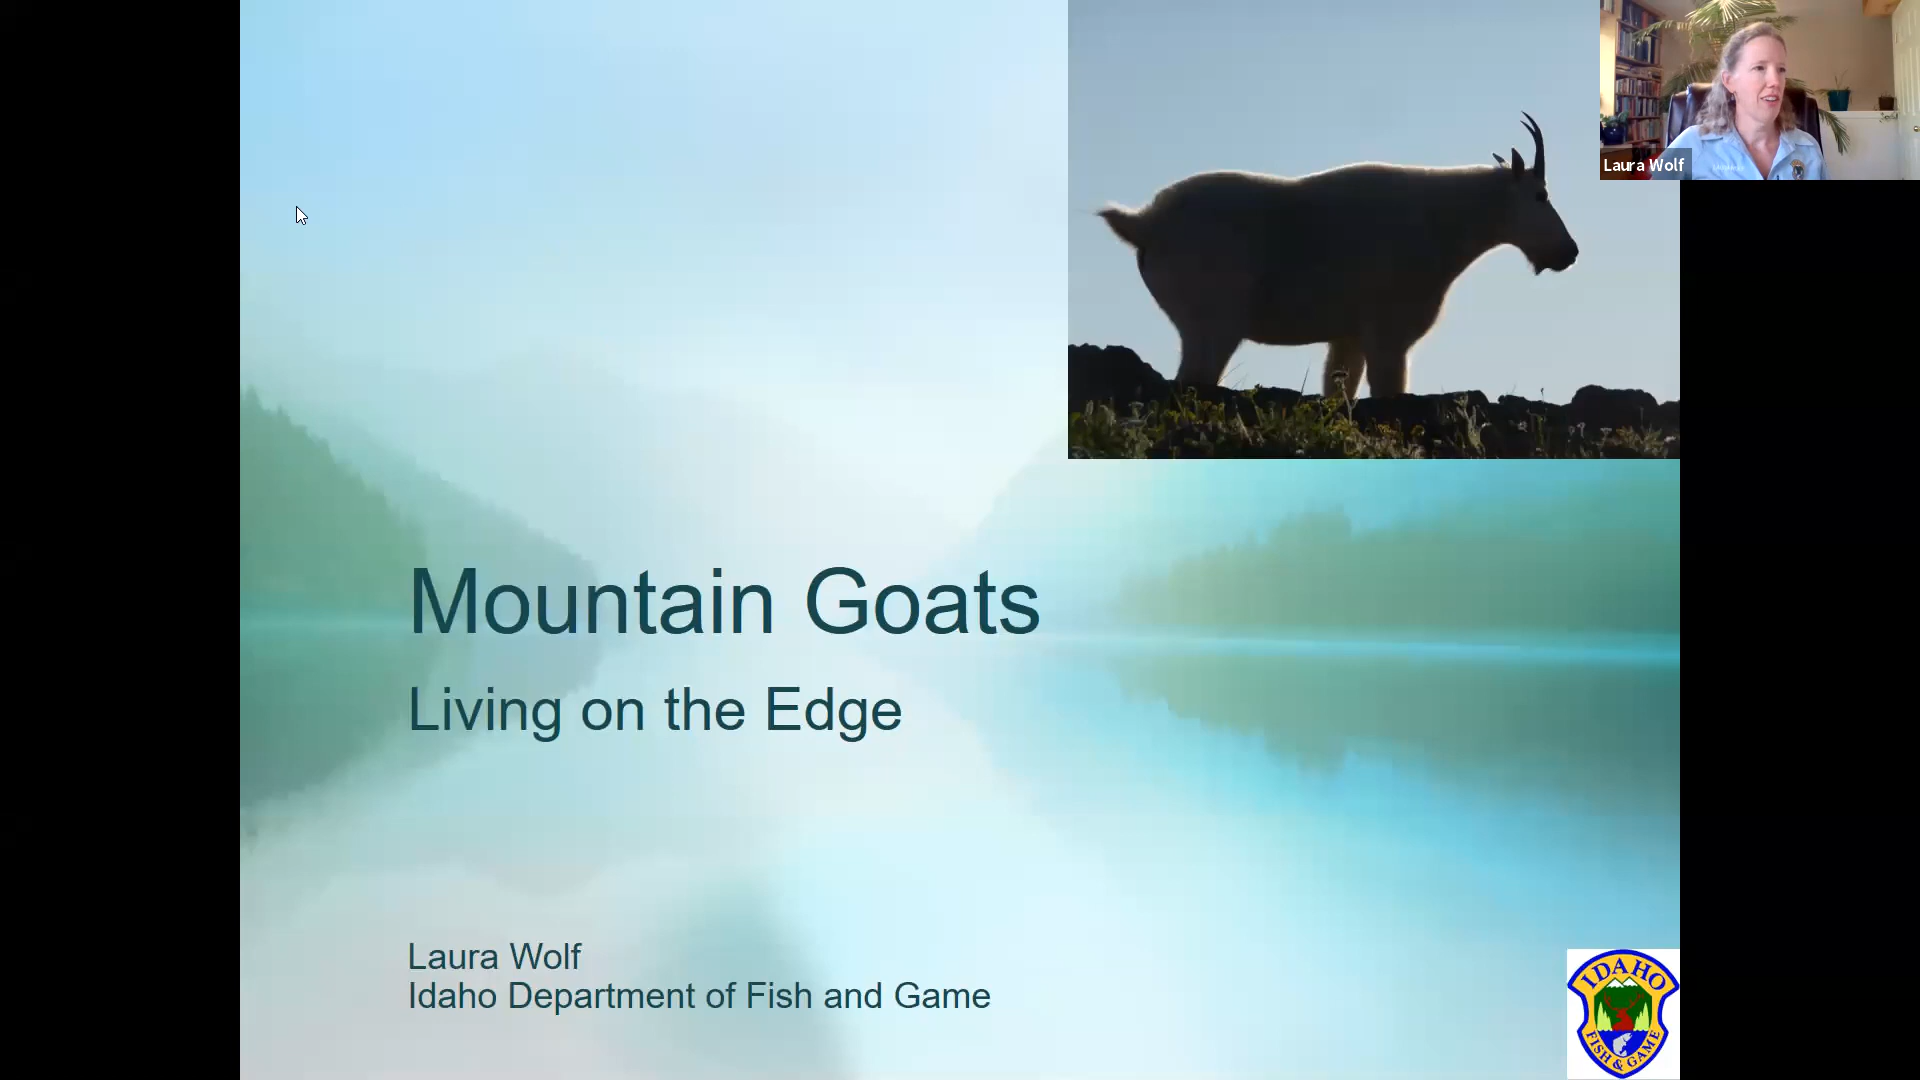 Laura Wolf
Mountain Goats
Living on the Edge
Laura Wolf
Idaho Department of Fish and Game
IDAHO
FISH & GAME